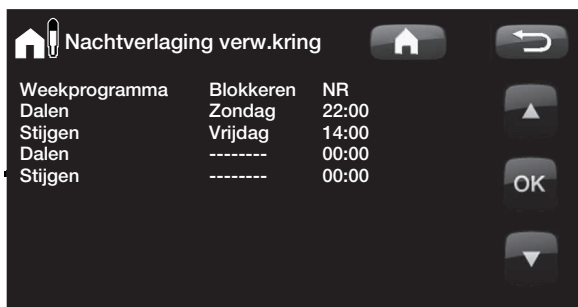 Nachtverlaging verw.kring
Weekprogramma Blokkeren NR
Dalen Zondag 22:00
Stijgen Vrijdag 14:00
Dalen -------- 00:00
Stijgen -------- 00:00
OK